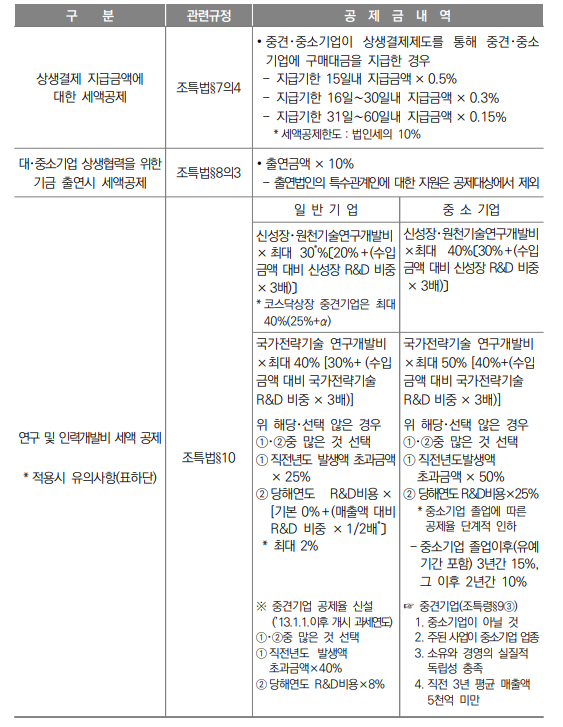 구 분 관련규정 공 제 금 내 역
상생결제 지급금액에
대한 세액공제
조특법§7의4
• 중견·중소기업이 상생결제제도를 통해 중견·중소
기업에 구매대금을 지급한 경우
- 지급기한 15일내 지급금액 × 0.5%
- 지급기한 16일~30일내 지급금액 × 0.3%
- 지급기한 31일~60일내 지급금액 × 0.15%
* 세액공제한도 : 법인세의 10%
대·중소기업 상생협력을 위한
기금 출연시 세액공제
조특법§8의3
• 출연금액 × 10%
- 출연법인의 특수관계인에 대한 지원은 공제대상에서 제외
연구 및 인력개발비 세액 공제
* 적용시 유의사항(표하단)
조특법§10
일 반 기 업
신성장·원천기술연구개발비
× 최대 30*%[20% +(수입
금액 대비 신성장 R&D 비중
× 3배)]
* 코스닥상장 중견기업은 최대
40%(25%+α)
국가전략기술 연구개발비
×최대 40% [30%+ (수입
금액 대비 국가전략기술
R&D 비중 × 3배)]
위 해당·선택 않은 경우
①·②중 많은 것 선택
① 직전년도 발생액 초과금액
× 25%
② 당해연도 R&D비용 ×
[기본 0% + (매출액 대비
R&D 비중 × 1/2배*]
* 최대 2%
※ 중견기업 공제율 신설
('13.1.1.이후 개시 과세연도)
①·②중 많은 것 선택
① 직전년도 발생액
초과금액×40%
② 당해연도 R&D비용×8%
중 소 기 업
신성장·원천기술연구개발비
× 최대 40%[30% +(수입
금액 대비 신성장 R&D 비중
× 3배)]
국가전략기술 연구개발비
×최대 50% [40%+(수입
금액 대비 국가전략기술
R&D 비중 × 3배)]
위 해당·선택 않은 경우
①·②중 많은 것 선택
① 직전년도발생액
초과금액 × 50%
② 당해연도 R&D비용×25%
* 중소기업 졸업에 따른
공제율 단계적 인하
- 중소기업 졸업이후(유예
기간 포함) 3년간 15%,
그 이후 2년간 10%
☞ 중견기업(조특령§9③)
1. 중소기업이 아닐 것
2. 주된 사업이 중소기업 업종
3. 소유와 경영의 실질적
독립성 충족
4. 직전 3년 평균 매출액
5천억 미만